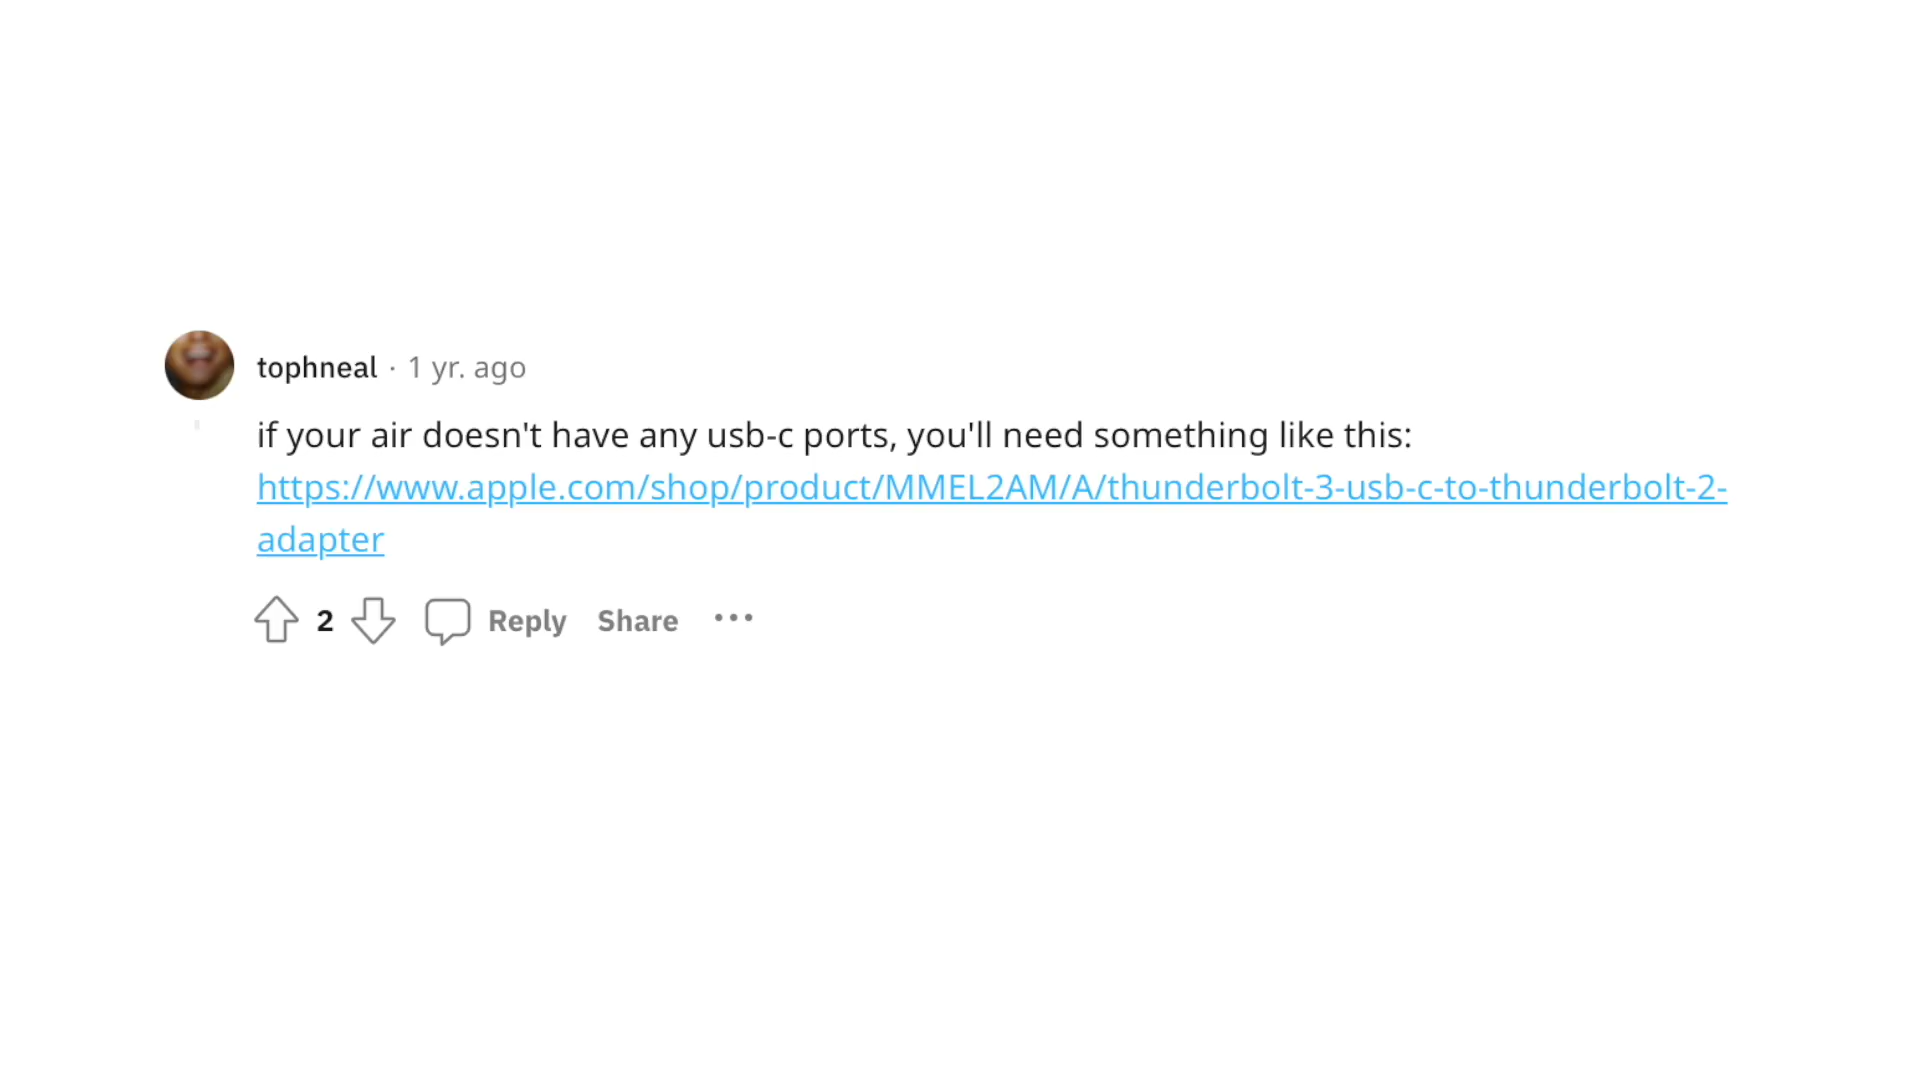 tophneal · 1 yr. ago
if your air doesn't have any usb-c ports, you'll need something like this:
https://www.apple.com/shop/product/MMEL2AM/A/thunderbolt-3-usb-c-to-thunderbolt-2-
adapter
2 Reply Share ···